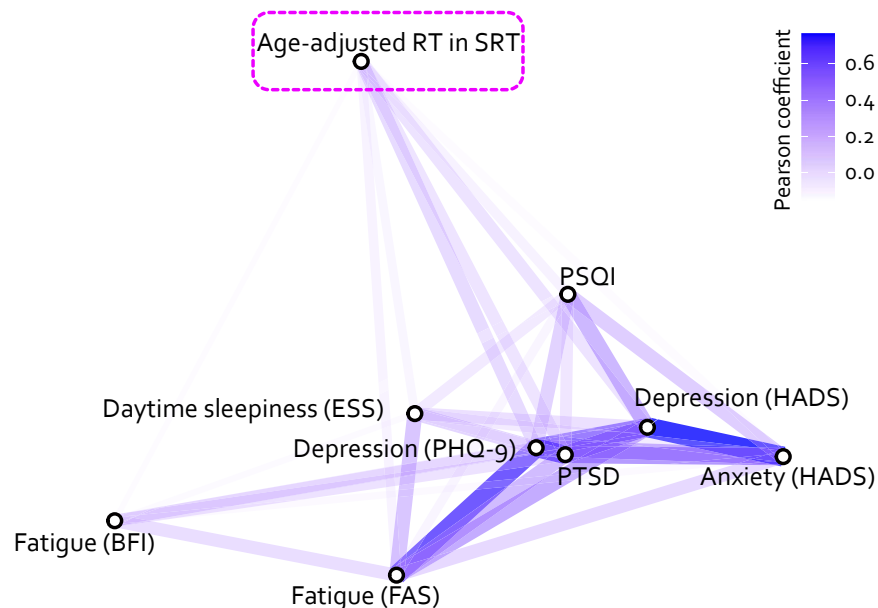 Age-adjusted RT in SRT
Pearson coefficient
0.6
0.4
0.2
0.0
PSQI
Daytime sleepiness (ESS)
Depression (HADS)
Depression (PHQ-9)
PTSD
Anxiety (HADS)
Fatigue (BFI)
Fatigue (FAS)